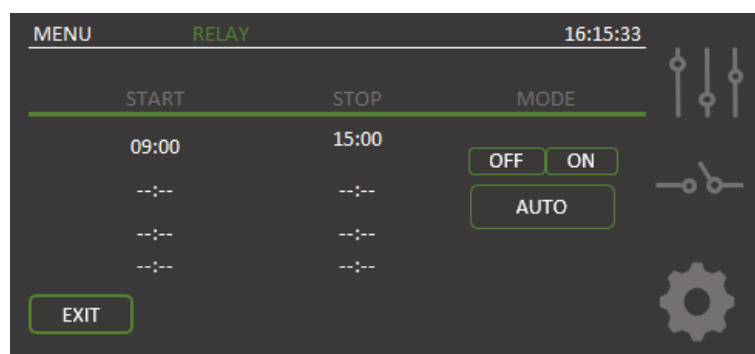 MENU RELAY 16:15:33
START STOP MODE
09:00 15:00
OFF ON
--:-- --:--
AUTO
--:-- --:--
--:-- --:--
EXIT